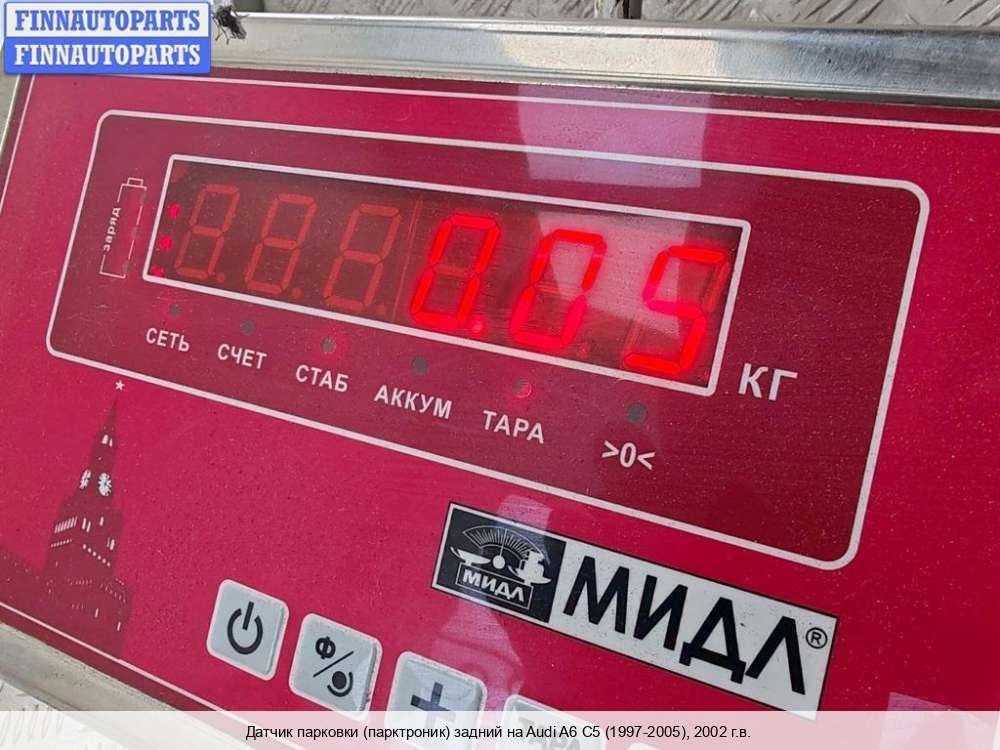 FINNAUTOPARTS
FINNAUTOPARTS
заряд
0.05
КГ
СЕТЬ
СЧЕТ
СТАБ
АККУМ
ТАРА
>0<
МИДЛ
МИДЛ®
Ф
Датчик парковки (парктроник) задний на Audi A6 C5 (1997-2005), 2002 г.в.